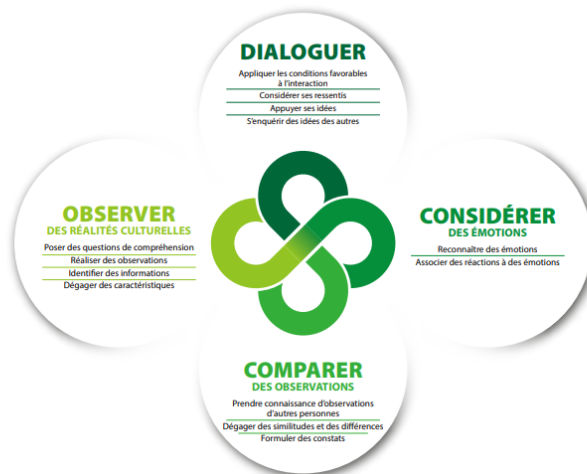 DIALOGUER
Appliquer les conditions favorables
à l'interaction
Considérer ses ressentis
Appuyer ses idées
S'enquérir des idées des autres
OBSERVER
DES RÉALITÉS CULTURELLES
Poser des questions de compréhension
Réaliser des observations
Identifier des informations
Dégager des caractéristiques
CONSIDÉRER
DES ÉMOTIONS
Reconnaître des émotions
Associer des réactions à des émotions
COMPARER
DES OBSERVATIONS
Prendre connaissance d'observations
d'autres personnes
Dégager des similitudes et des différences
Formuler des constats